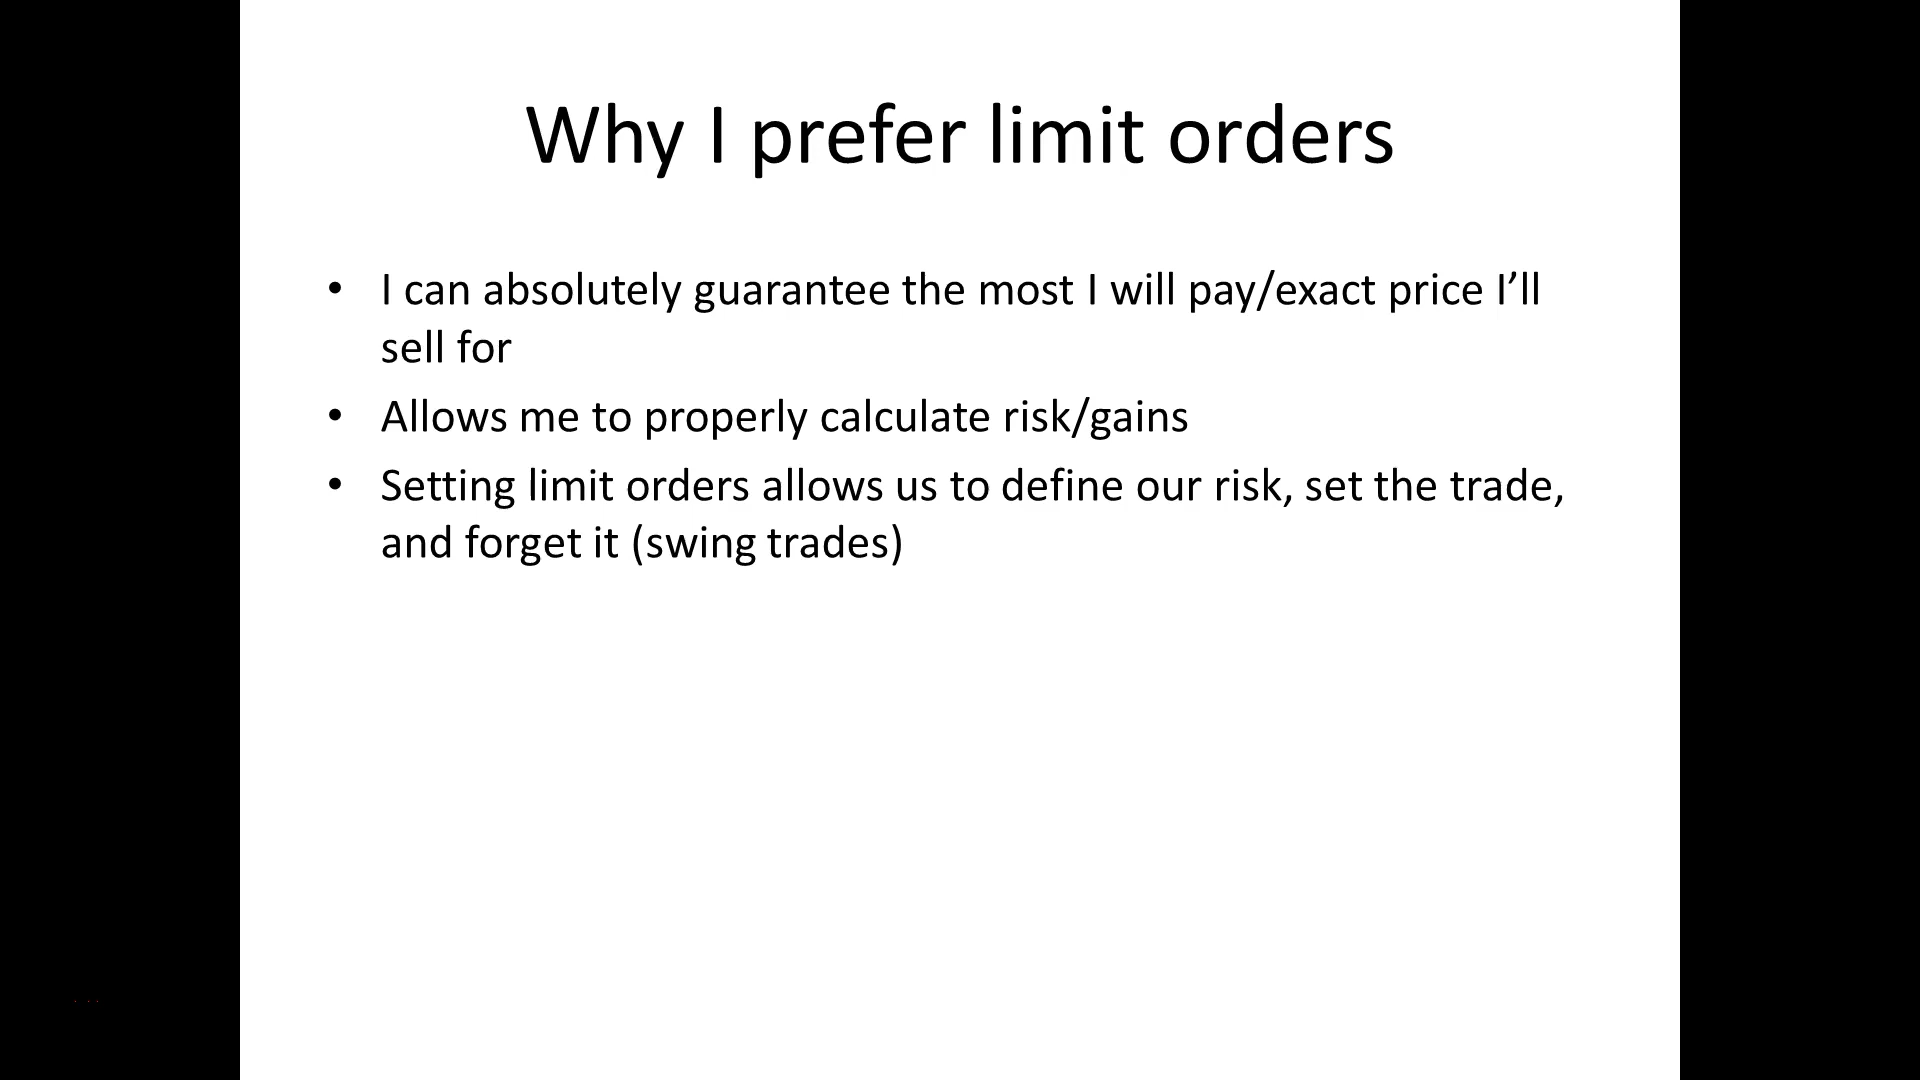 Why I prefer limit orders
• I can absolutely guarantee the most I will pay/exact price I’ll
sell for
• Allows me to properly calculate risk/gains
• Setting limit orders allows us to define our risk, set the trade,
and forget it (swing trades)